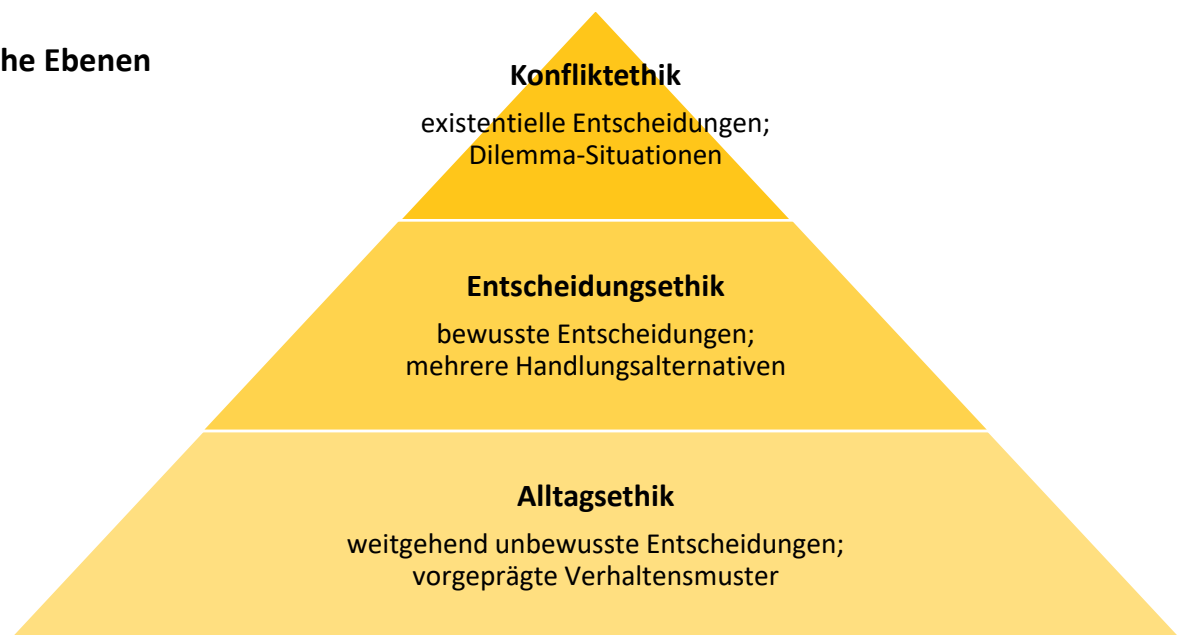 he Ebenen
Konfliktethik
existentielle Entscheidungen;
Dilemma-Situationen
Entscheidungsethik
bewusste Entscheidungen;
mehrere Handlungsalternativen
Alltagsethik
weitgehend unbewusste Entscheidungen;
vorgeprägte Verhaltensmuster